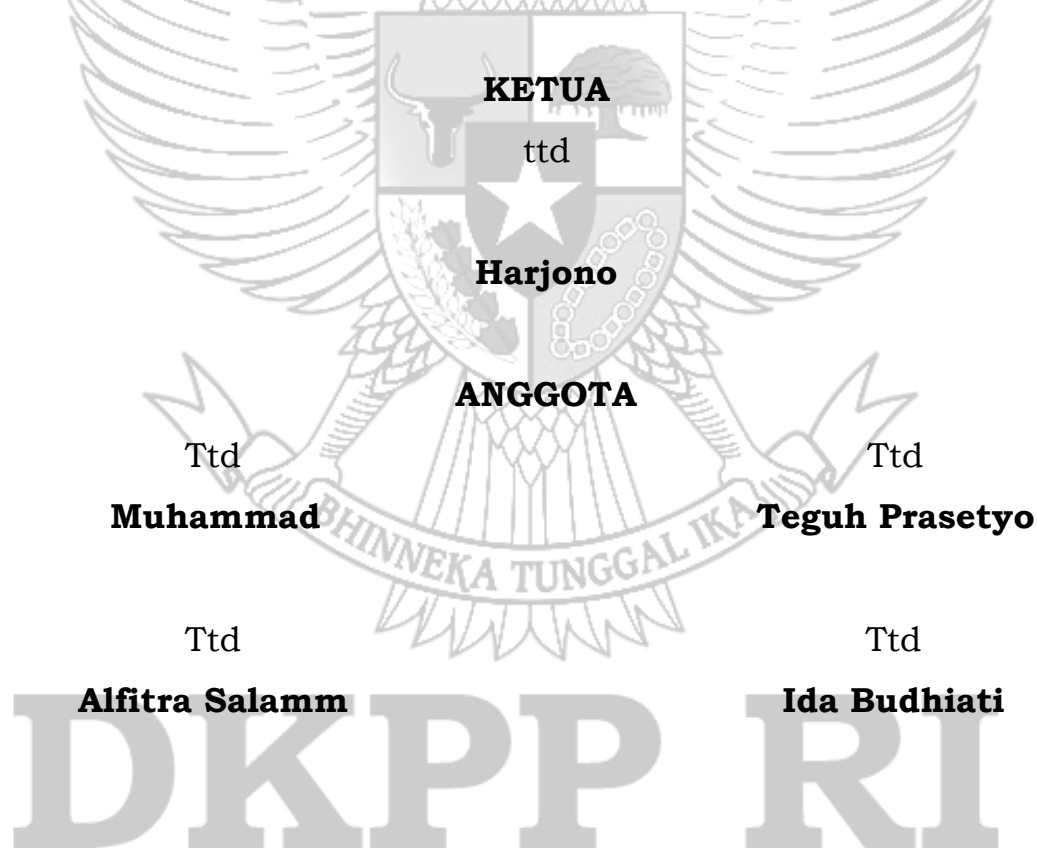 KETUA
ttd
Harjono
ANGGOTA
Ttd Ttd
Muhammad Teguh Prasetyo
BHINNEKA TUNGGAL IKA
Ttd Ttd
Alfitra Salamm Ida Budhiati
DKPP RI